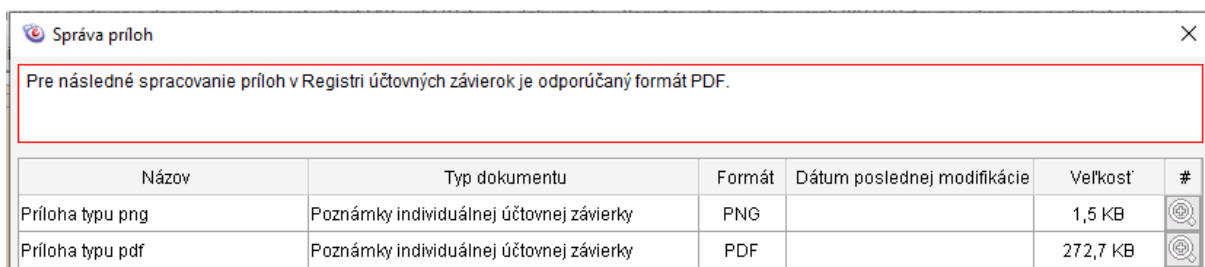 Správa príloh
Pre následné spracovanie príloh v Registri účtovných závierok je odporúčaný formát PDF.
Názov Typ dokumentu Formát Dátum poslednej modifikácie Veľkosť #
Príloha typu png Poznámky individuálnej účtovnej závierky PNG 1,5 KB
Príloha typu pdf Poznámky individuálnej účtovnej závierky PDF 272,7 KB